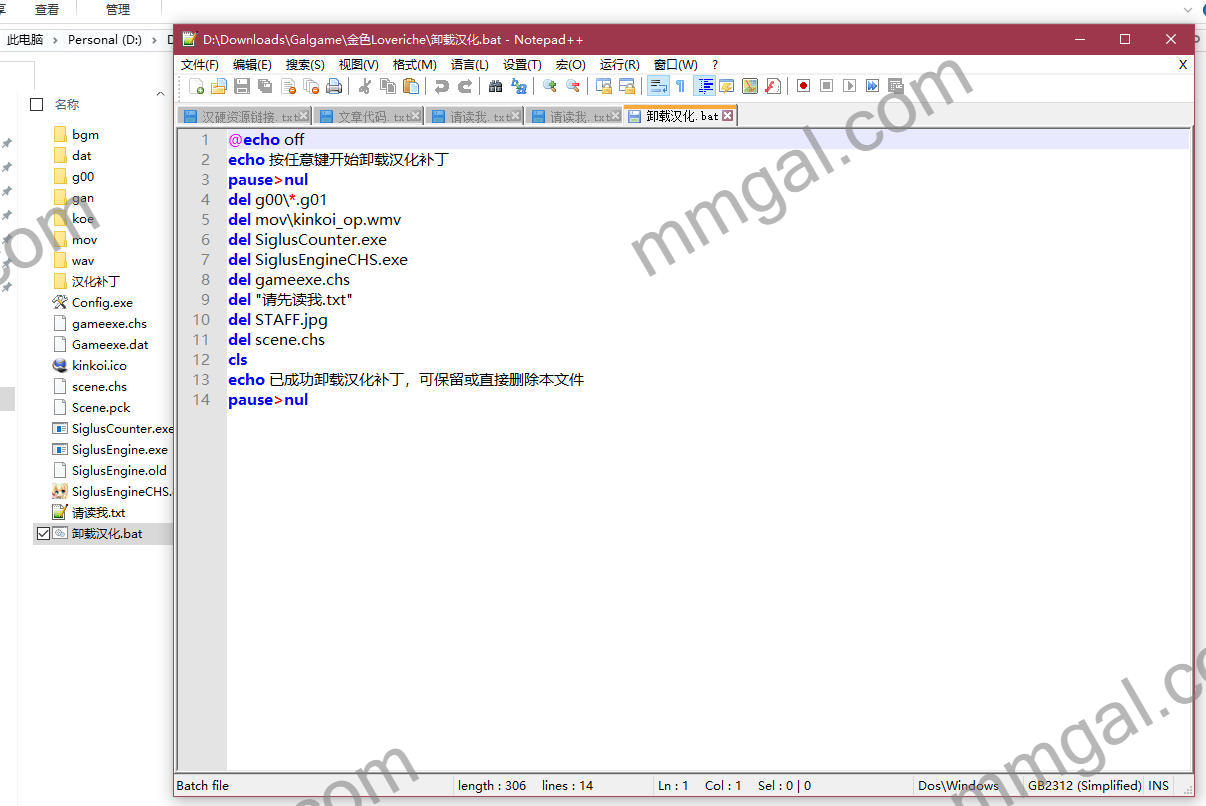 查看 管理
此电脑 > Personal (D:) >
D:\Downloads\Galgame\金色Loveriche\卸载汉化.bat - Notepad++
文件(F) 编辑(E) 搜索(S) 视图(V) 格式(M) 语言(L) 设置(T) 宏(O) 运行(R) 窗口(W) ? X
汉硬资源链接.txt 文章代码.txt 请读我.txt 请读我.txt 卸载汉化.bat
名称
bgm
dat
g00
gan
koe
mov
wav
汉化补丁
Config.exe
gameexe.chs
Gameexe.dat
kinkoi.ico
scene.chs
Scene.pck
SiglusCounter.exe
SiglusEngine.exe
SiglusEngine.old
SiglusEngineCHS.
请读我.txt
卸载汉化.bat
1 @echo off
2 echo 按任意键开始卸载汉化补丁
3 pause>nul
4 del g00\*.g01
5 del mov\kinkoi_op.wmv
6 del SiglusCounter.exe
7 del SiglusEngineCHS.exe
8 del gameexe.chs
9 del "请先读我.txt"
10 del STAFF.jpg
11 del scene.chs
12 cls
13 echo 已成功卸载汉化补丁，可保留或直接删除本文件
14 pause>nul
Batch file length : 306 lines : 14 Ln : 1 Col : 1 Sel : 0 | 0 Dos\Windows GB2312 (Simplified) INS
mmgal.com
mmgal.co
om
com